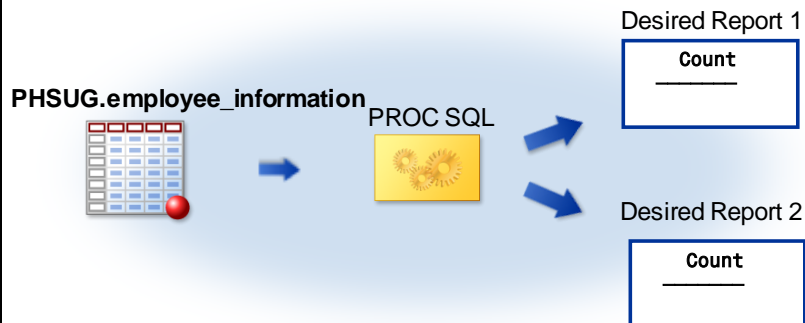 Desired Report 1
Count
PHSUG.employee_information
PROC SQL
Desired Report 2
Count